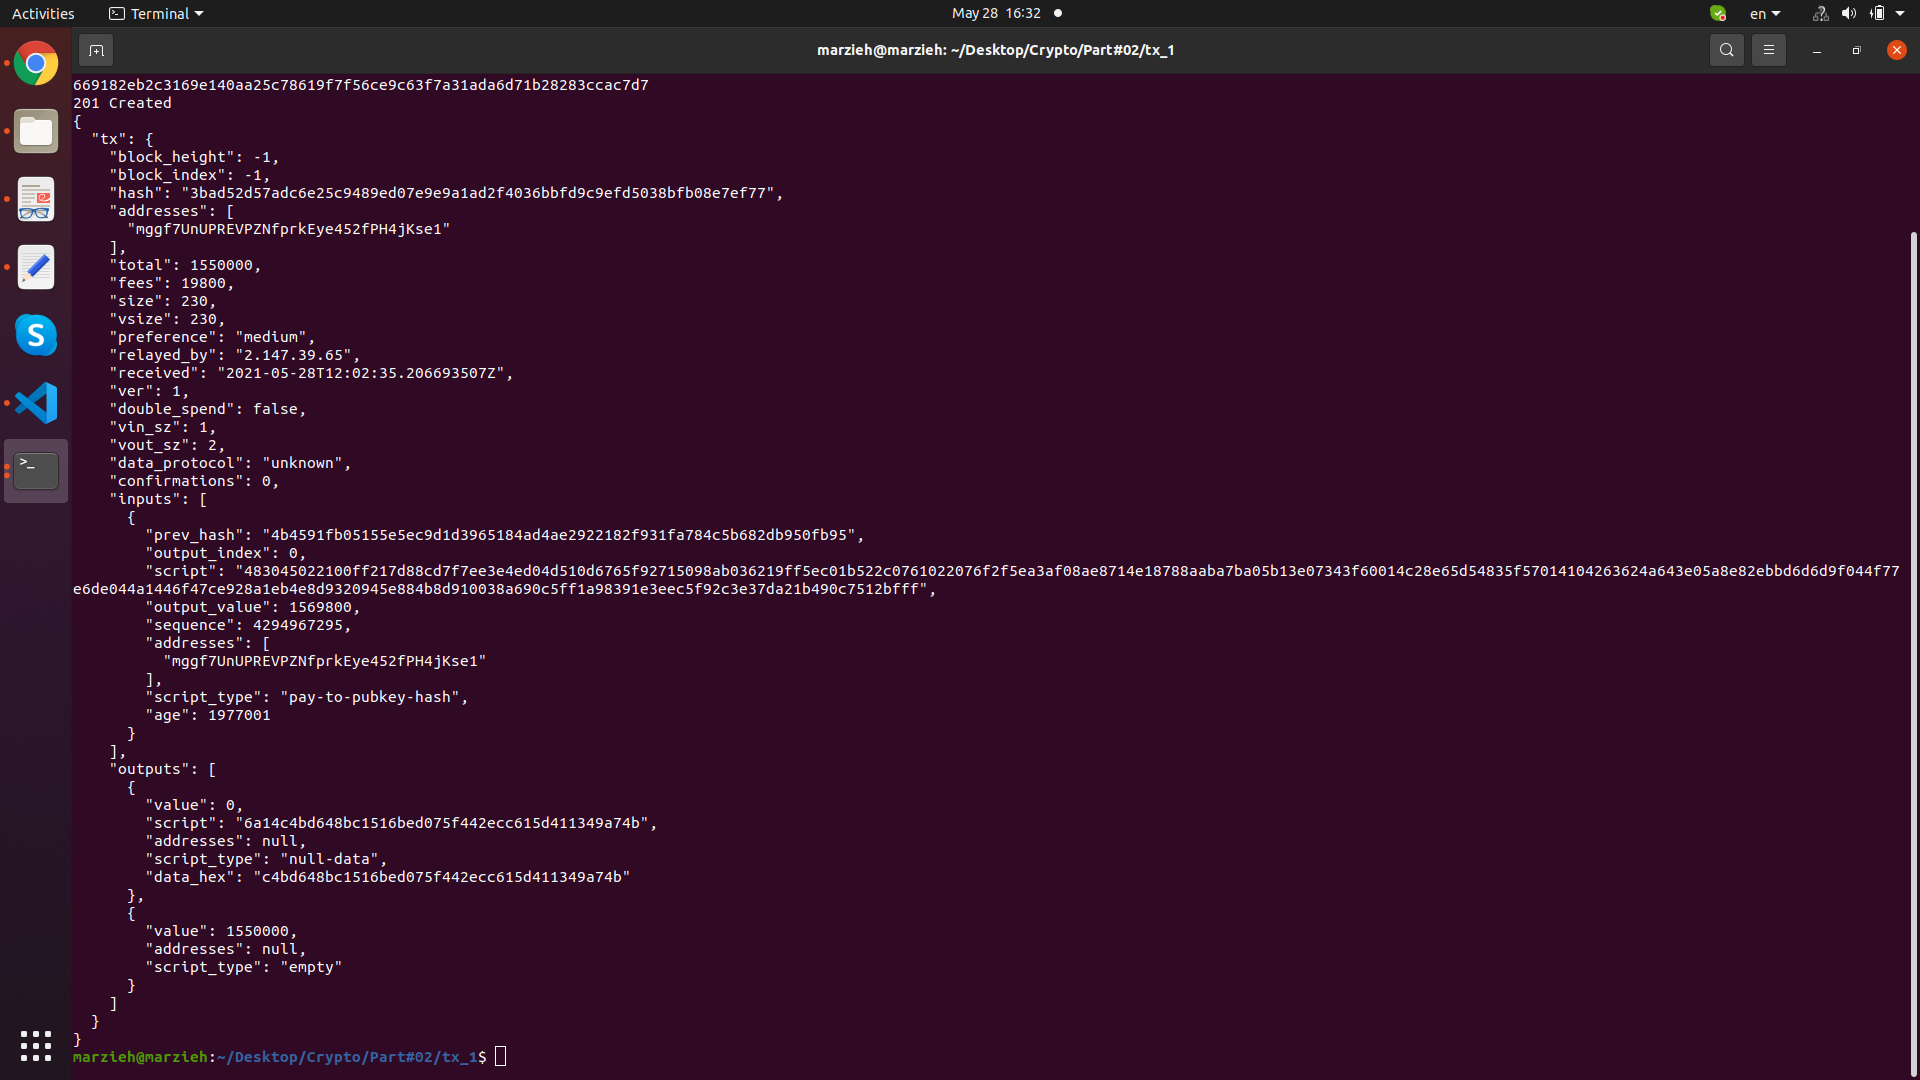 Activities
Terminal
May 28 16:32
en
marzieh@marzieh: ~/Desktop/Crypto/Part#02/tx_1
669182eb2c3169e140aa25c78619f7f56ce9c63f7a31ada6d71b28283ccac7d7
201 Created
{
  "tx": {
    "block_height": -1,
    "block_index": -1,
    "hash": "3bad52d57adc6e25c9489ed07e9e9a1ad2f4036bbfd9c9efd5038bfb08e7ef77",
    "addresses": [
      "mggf7UnUPREVPZNfprkEye452fPH4jKse1"
    ],
    "total": 1550000,
    "fees": 19800,
    "size": 230,
    "vsize": 230,
    "preference": "medium",
    "relayed_by": "2.147.39.65",
    "received": "2021-05-28T12:02:35.206693507Z",
    "ver": 1,
    "double_spend": false,
    "vin_sz": 1,
    "vout_sz": 2,
    "data_protocol": "unknown",
    "confirmations": 0,
    "inputs": [
      {
        "prev_hash": "4b4591fb05155e5ec9d1d3965184ad4ae2922182f931fa784c5b682db950fb95",
        "output_index": 0,
        "script": "483045022100ff217d88cd7f7ee3e4ed04d510d6765f92715098ab036219ff5ec01b522c0761022076f2f5ea3af08ae8714e18788aaba7ba05b13e07343f60014c28e65d54835f57014104263624a643e05a8e82ebbd6d6d9f044f77
e6de044a1446f47ce928a1eb4e8d9320945e884b8d910038a690c5ff1a98391e3eec5f92c3e37da21b490c7512bfff",
        "output_value": 1569800,
        "sequence": 4294967295,
        "addresses": [
          "mggf7UnUPREVPZNfprkEye452fPH4jKse1"
        ],
        "script_type": "pay-to-pubkey-hash",
        "age": 1977001
      }
    ],
    "outputs": [
      {
        "value": 0,
        "script": "6a14c4bd648bc1516bed075f442ecc615d411349a74b",
        "addresses": null,
        "script_type": "null-data",
        "data_hex": "c4bd648bc1516bed075f442ecc615d411349a74b"
      },
      {
        "value": 1550000,
        "addresses": null,
        "script_type": "empty"
      }
    ]
  }
}
marzieh@marzieh:~/Desktop/Crypto/Part#02/tx_1$